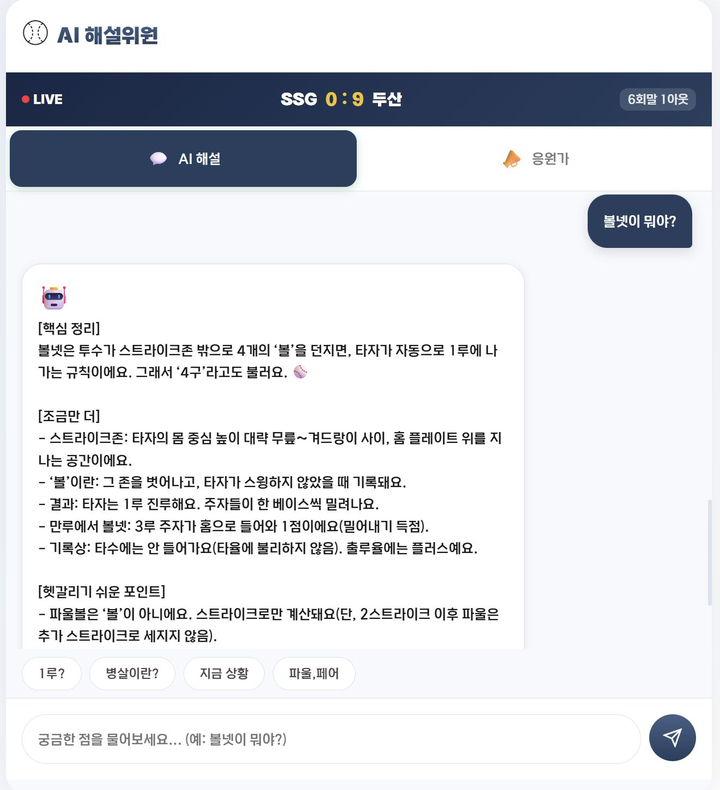 AI 해설위원
LIVE
SSG 0 : 9 두산
6회말 1아웃
AI 해설
응원가
볼넷이 뭐야?
[핵심 정리]
볼넷은 투수가 스트라이크존 밖으로 4개의 ‘볼’을 던지면, 타자가 자동으로 1루에 나
가는 규칙이에요. 그래서 ‘4구’라고도 불러요.
[조금만 더]
- 스트라이크존: 타자의 몸 중심 높이 대략 무릎~겨드랑이 사이, 홈 플레이트 위를 지
나는 공간이에요.
- ‘볼’이란: 그 존을 벗어나고, 타자가 스윙하지 않았을 때 기록돼요.
- 결과: 타자는 1루 진루해요. 주자들이 한 베이스씩 밀려나요.
- 만루에서 볼넷: 3루 주자가 홈으로 들어와 1점이에요(밀어내기 득점).
- 기록상: 타수에는 안 들어가요(타율에 불리하지 않음). 출루율에는 플러스예요.
[헷갈리기 쉬운 포인트]
- 파울볼은 ‘볼’이 아니에요. 스트라이크로만 계산돼요(단, 2스트라이크 이후 파울은
추가 스트라이크로 세지지 않음).
1루?
병살이란?
지금 상황
파울,페어
궁금한 점을 물어보세요... (예: 볼넷이 뭐야?)